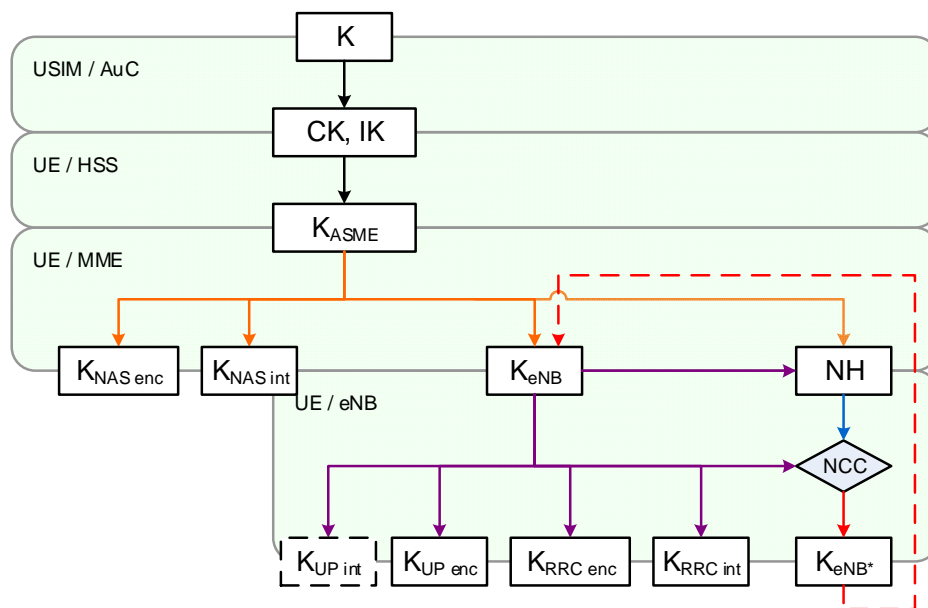 K
USIM / AuC
CK, IK
UE / HSS
KASME
UE / MME
KNAS enc
KNAS int
KeNB
NH
UE / eNB
NCC
KUP int
KUP enc
KRRC enc
KRRC int
KeNB*